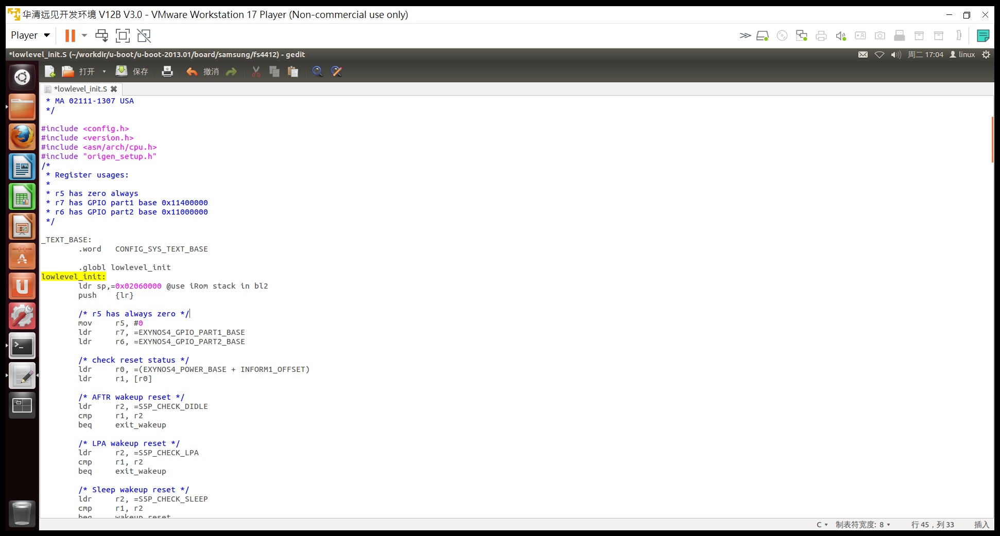 华清远见开发环境 V12B V3.0 - VMware Workstation 17 Player (Non-commercial use only)
Player
*lowlevel_init.S (~/workdir/u-boot/u-boot-2013.01/board/samsung/fs4412) - gedit
周二 17:04 linux
打开 保存 撤消
*lowlevel_init.S
 * MA 02111-1307 USA
 */
#include <config.h>
#include <version.h>
#include <asm/arch/cpu.h>
#include "origen_setup.h"
/*
 * Register usages:
 *
 * r5 has zero always
 * r7 has GPIO part1 base 0x11400000
 * r6 has GPIO part2 base 0x11000000
 */
_TEXT_BASE:
        .word   CONFIG_SYS_TEXT_BASE
        .globl lowlevel_init
lowlevel_init:
        ldr sp,=0x02060000 @use iRom stack in bl2
        push    {lr}
        /* r5 has always zero */
        mov     r5, #0
        ldr     r7, =EXYNOS4_GPIO_PART1_BASE
        ldr     r6, =EXYNOS4_GPIO_PART2_BASE
        /* check reset status */
        ldr     r0, =(EXYNOS4_POWER_BASE + INFORM1_OFFSET)
        ldr     r1, [r0]
        /* AFTR wakeup reset */
        ldr     r2, =S5P_CHECK_DIDLE
        cmp     r1, r2
        beq     exit_wakeup
        /* LPA wakeup reset */
        ldr     r2, =S5P_CHECK_LPA
        cmp     r1, r2
        beq     exit_wakeup
        /* Sleep wakeup reset */
        ldr     r2, =S5P_CHECK_SLEEP
        cmp     r1, r2
        beq     wakeup_reset
C 制表符宽度: 8 行 45，列 33 插入